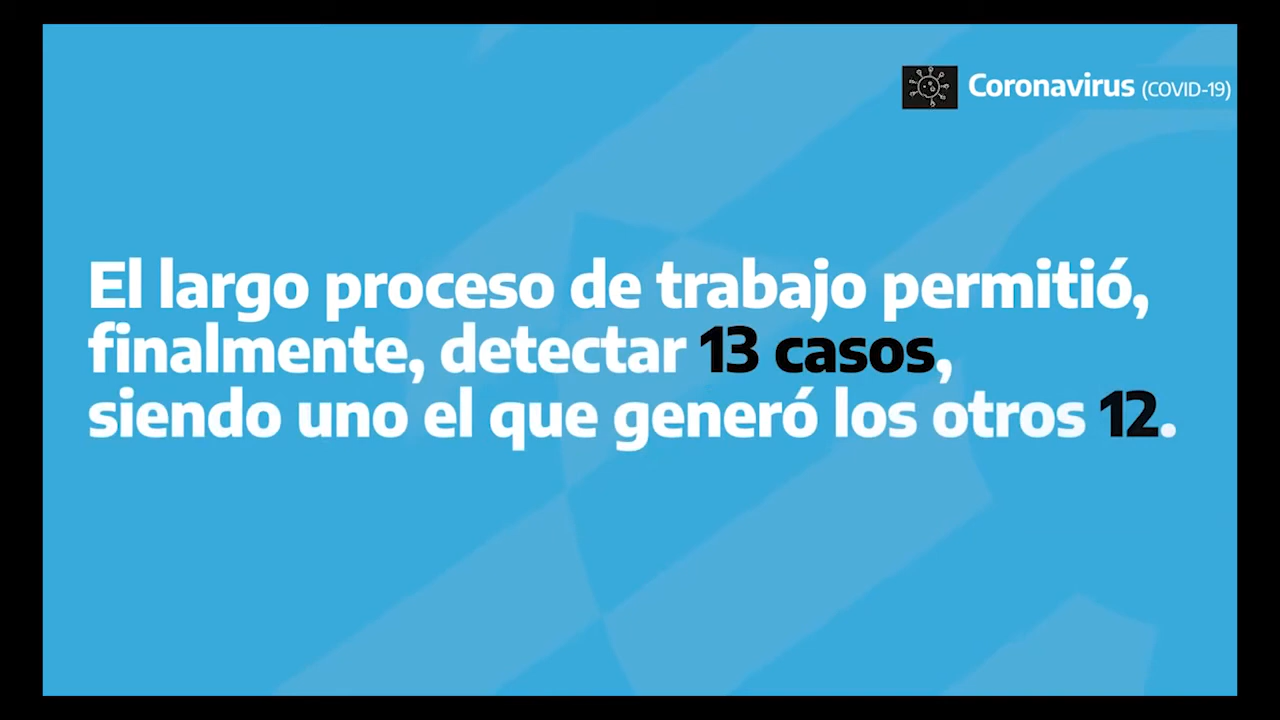 Coronavirus (COVID-19)
El largo proceso de trabajo permitió,
finalmente, detectar 13 casos,
siendo uno el que generó los otros 12.